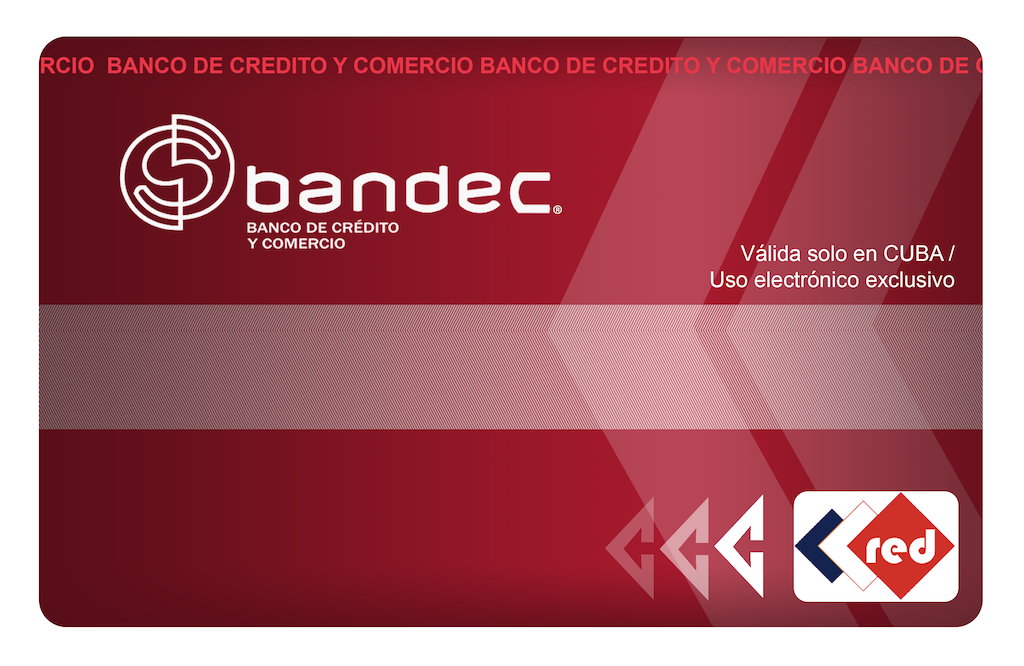 RCIO BANCO DE CREDITO Y COMERCIO BANCO DE CREDITO Y COMERCIO BANCO DE C
bandec®
BANCO DE CRÉDITO
Y COMERCIO
Válida solo en CUBA /
Uso electrónico exclusivo
red